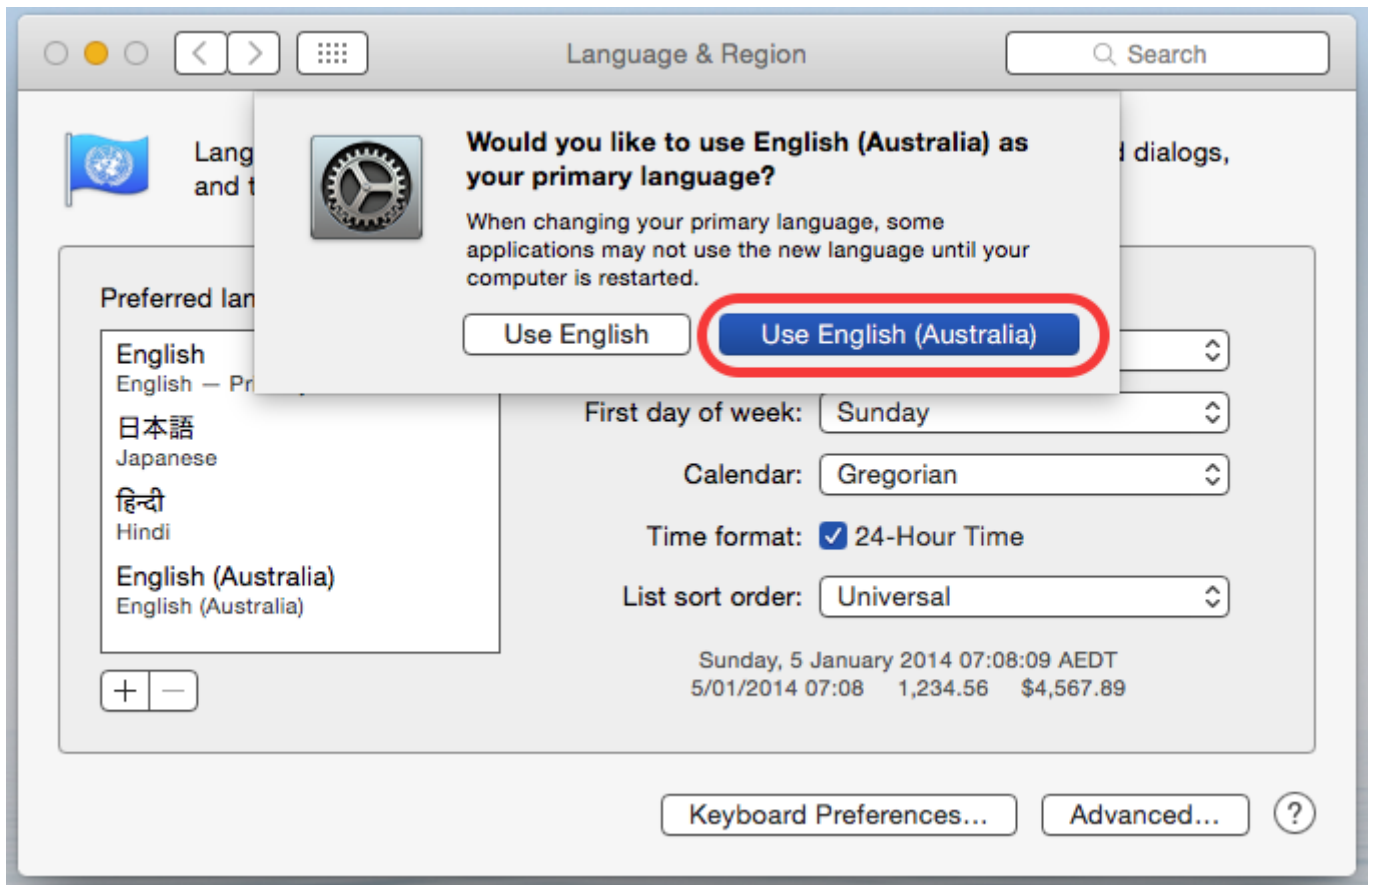 Language & Region
Search
Lang
d dialogs,
and t
Would you like to use English (Australia) as
your primary language?
When changing your primary language, some
applications may not use the new language until your
computer is restarted.
Use English
Use English (Australia)
Preferred lan
English
English — Pri
日本語
Japanese
हिन्दी
Hindi
English (Australia)
English (Australia)
+ −
First day of week: Sunday
Calendar: Gregorian
Time format: 24-Hour Time
List sort order: Universal
Sunday, 5 January 2014 07:08:09 AEDT
5/01/2014 07:08 1,234.56 $4,567.89
Keyboard Preferences...
Advanced...
?